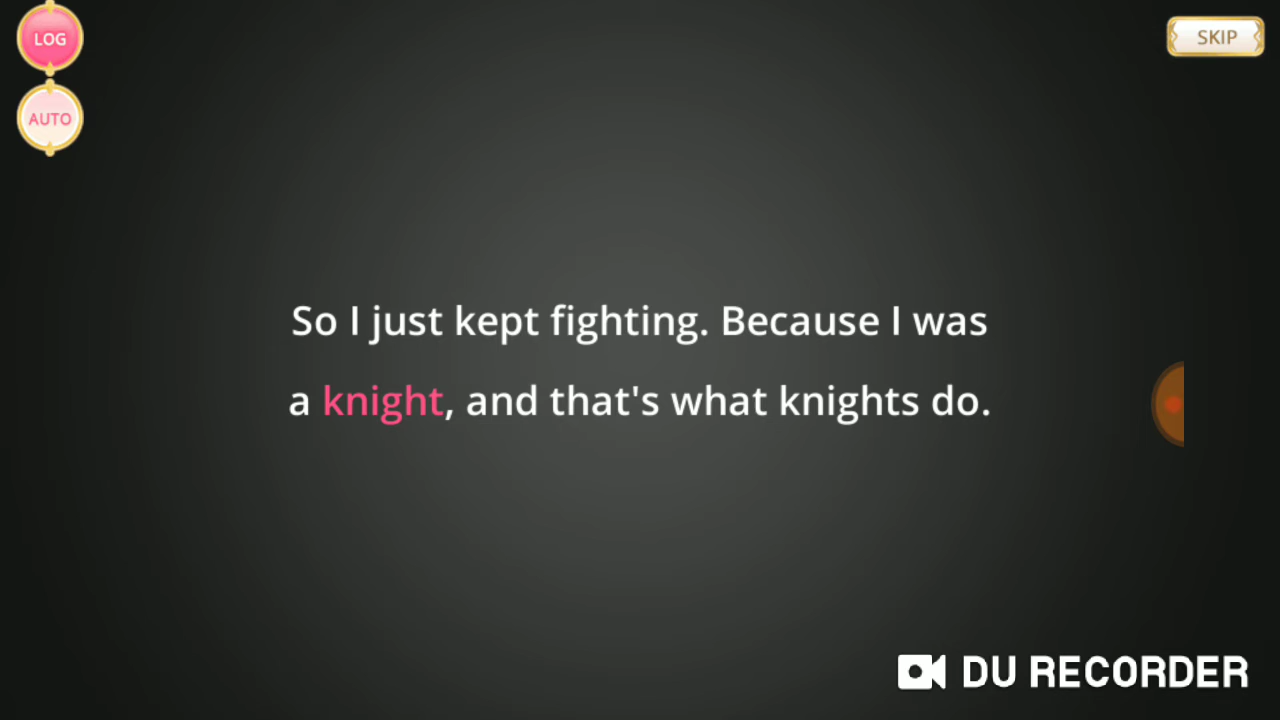 LOG
SKIP
AUTO
So I just kept fighting. Because I was
a knight, and that's what knights do.
DU RECORDER